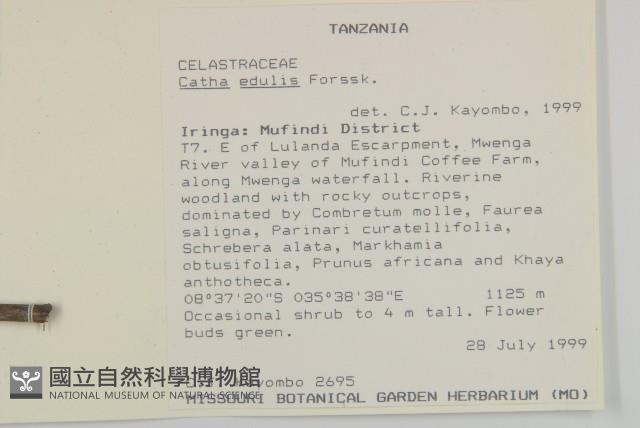 TANZANIA
CELASTRACEAE
Catha edulis Forssk.
det. C.J. Kayombo, 1999
Iringa: Mufindi District
T7. E of Lulanda Escarpment, Mwenga
River valley of Mufindi Coffee Farm,
along Mwenga waterfall. Riverine
woodland with rocky outcrops,
dominated by Combretum molle, Faurea
saligna, Parinari curatellifolia,
Schrebera alata, Markhamia
obtusifolia, Prunus africana and Khaya
anthotheca.
08°37'20"S 035°38'38"E 1125 m
Occasional shrub to 4 m tall. Flower
buds green.
28 July 1999
Kayombo 2695
MISSOURI BOTANICAL GARDEN HERBARIUM (MO)
國立自然科學博物館
NATIONAL MUSEUM OF NATURAL SCIENCE